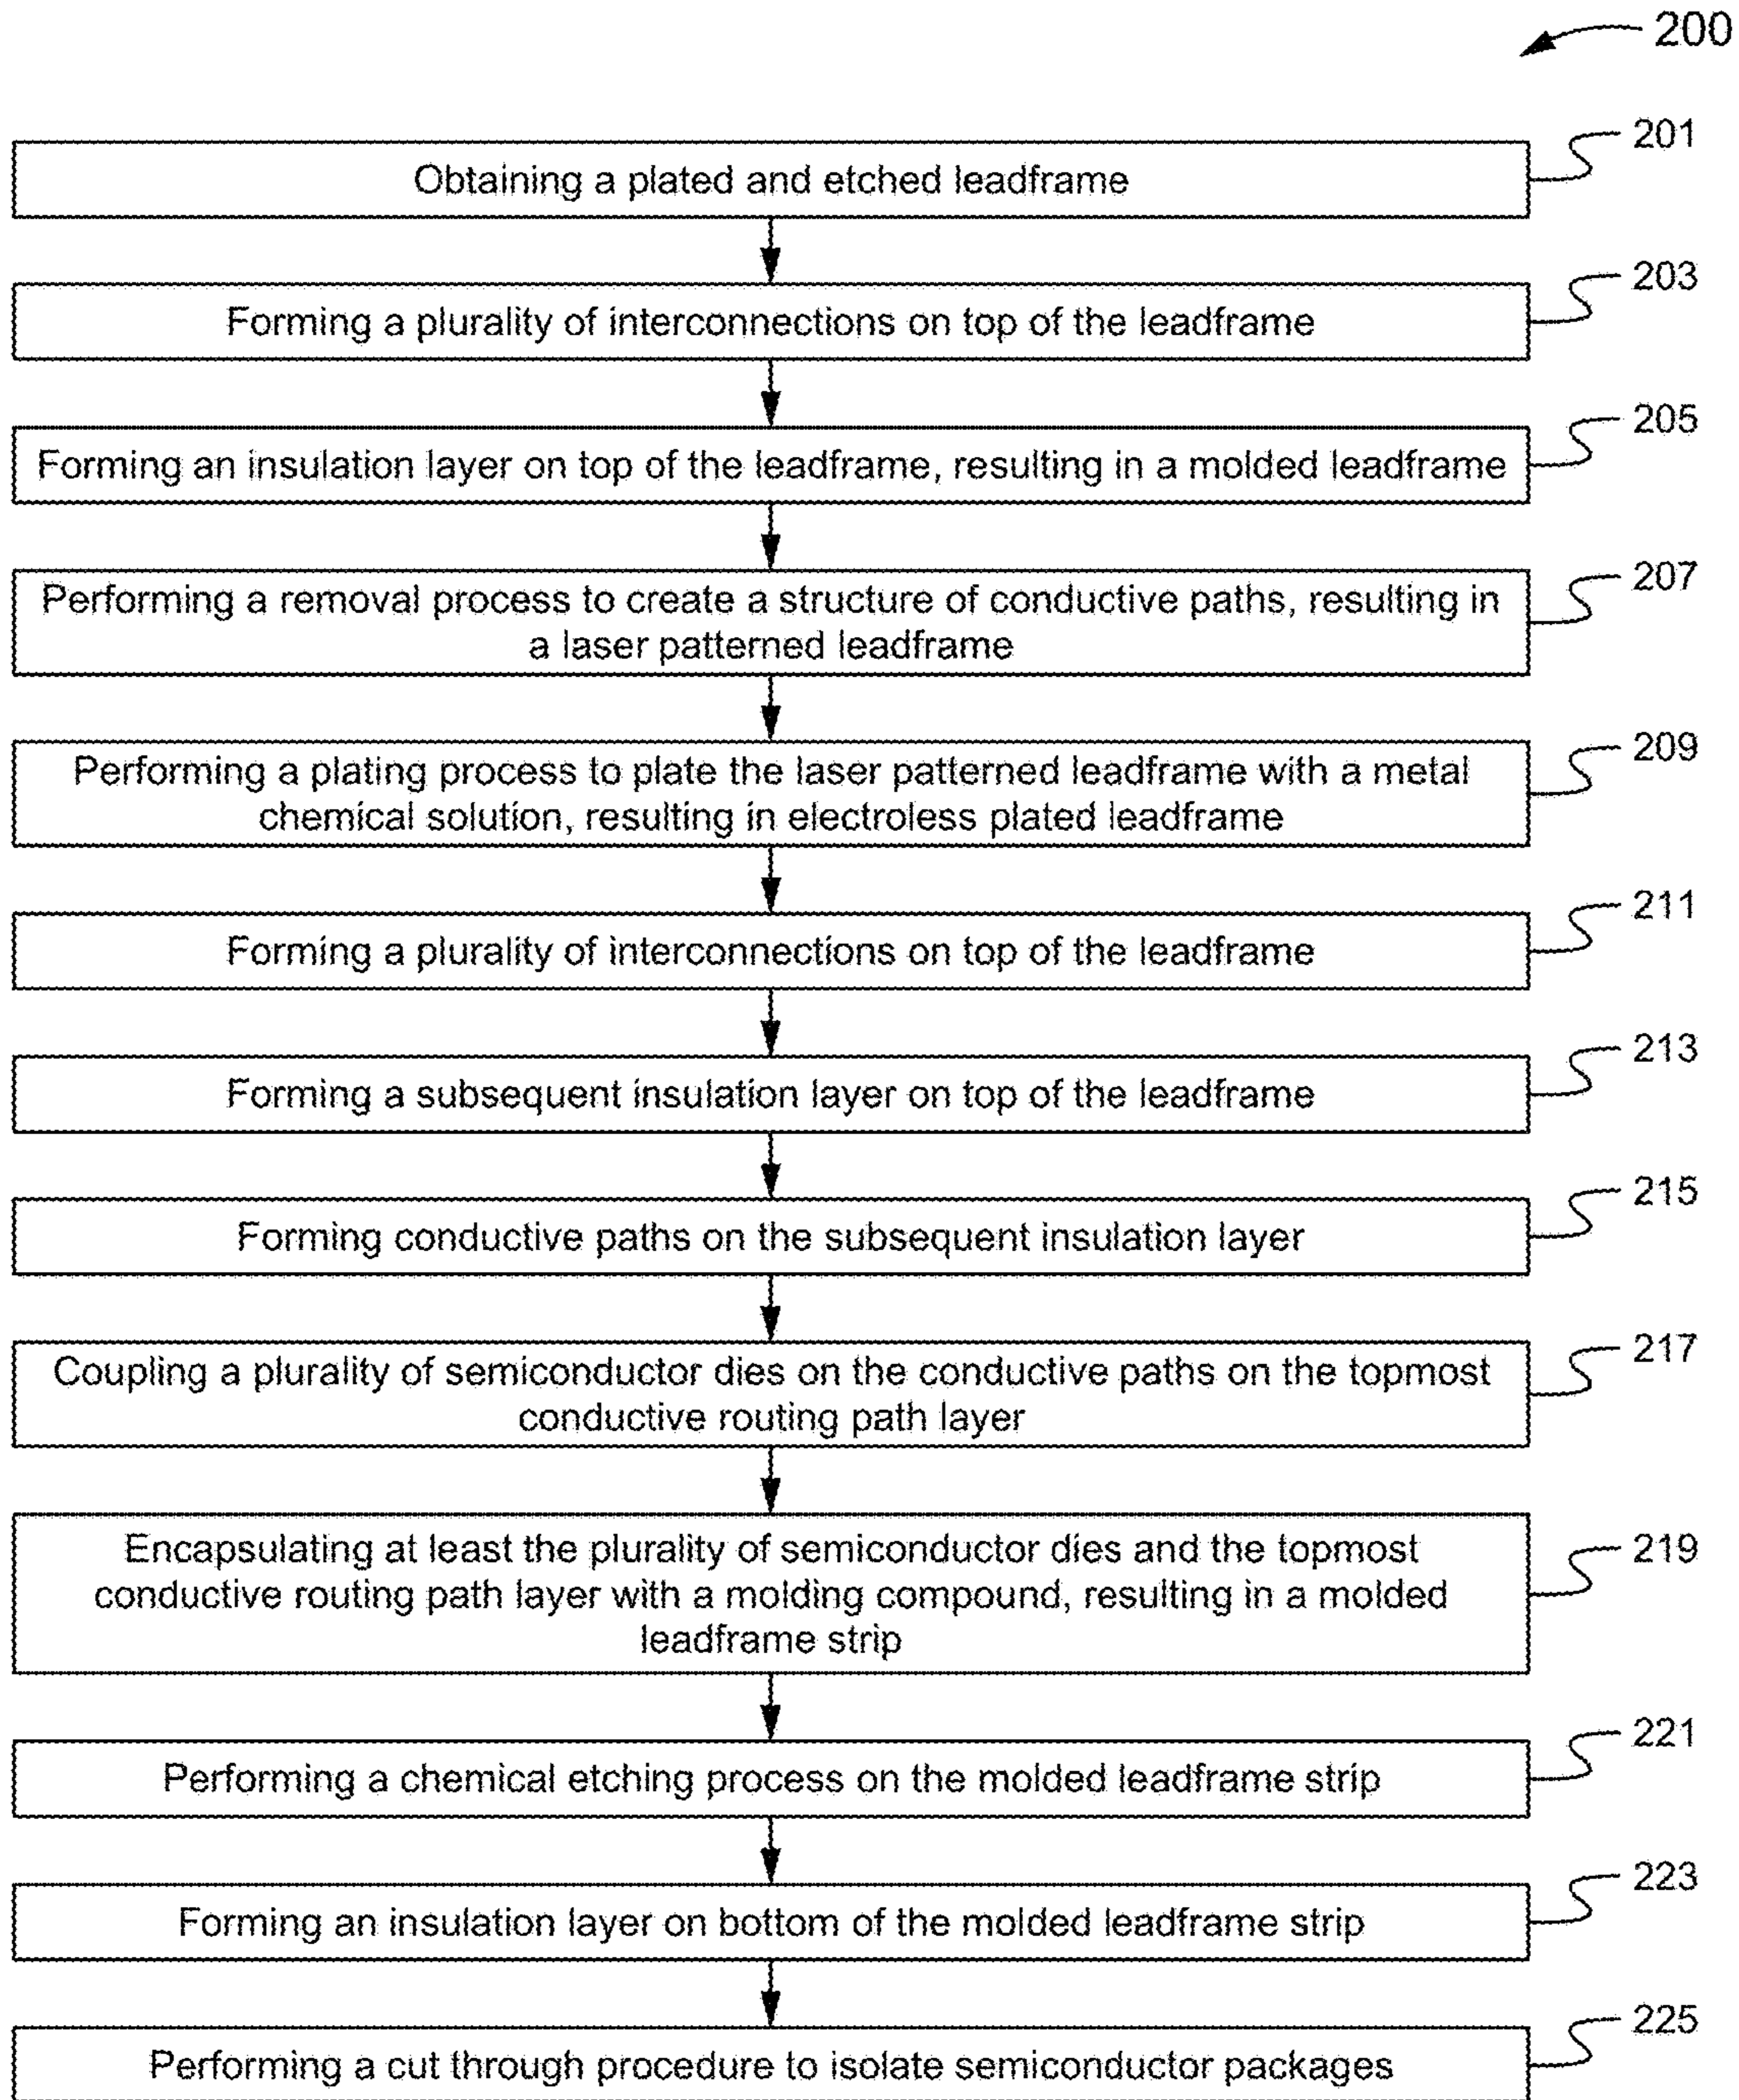 200
201
Obtaining a plated and etched leadframe
203
Forming a plurality of interconnections on top of the leadframe
205
Forming an insulation layer on top of the leadframe, resulting in a molded leadframe
207
Performing a removal process to create a structure of conductive paths, resulting in
a laser patterned leadframe
209
Performing a plating process to plate the laser patterned leadframe with a metal
chemical solution, resulting in electroless plated leadframe
211
Forming a plurality of interconnections on top of the leadframe
213
Forming a subsequent insulation layer on top of the leadframe
215
Forming conductive paths on the subsequent insulation layer
217
Coupling a plurality of semiconductor dies on the conductive paths on the topmost
conductive routing path layer
219
Encapsulating at least the plurality of semiconductor dies and the topmost
conductive routing path layer with a molding compound, resulting in a molded
leadframe strip
221
Performing a chemical etching process on the molded leadframe strip
223
Forming an insulation layer on bottom of the molded leadframe strip
225
Performing a cut through procedure to isolate semiconductor packages